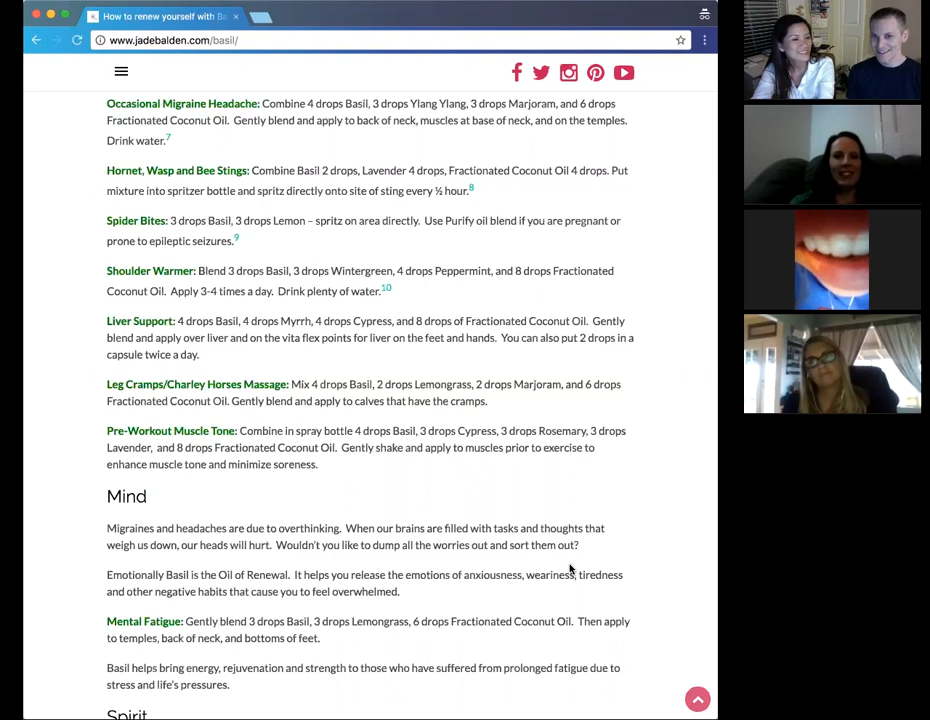 How to renew yourself with Ba
www.jadebalden.com/basil/
Occasional Migraine Headache: Combine 4 drops Basil, 3 drops Ylang Ylang, 3 drops Marjoram, and 6 drops
Fractionated Coconut Oil. Gently blend and apply to back of neck, muscles at base of neck, and on the temples.
Drink water.7
Hornet, Wasp and Bee Stings: Combine Basil 2 drops, Lavender 4 drops, Fractionated Coconut Oil 4 drops. Put
mixture into spritzer bottle and spritz directly onto site of sting every ½ hour.8
Spider Bites: 3 drops Basil, 3 drops Lemon – spritz on area directly. Use Purify oil blend if you are pregnant or
prone to epileptic seizures.9
Shoulder Warmer: Blend 3 drops Basil, 3 drops Wintergreen, 4 drops Peppermint, and 8 drops Fractionated
Coconut Oil. Apply 3-4 times a day. Drink plenty of water.10
Liver Support: 4 drops Basil, 4 drops Myrrh, 4 drops Cypress, and 8 drops of Fractionated Coconut Oil. Gently
blend and apply over liver and on the vita flex points for liver on the feet and hands. You can also put 2 drops in a
capsule twice a day.
Leg Cramps/Charley Horses Massage: Mix 4 drops Basil, 2 drops Lemongrass, 2 drops Marjoram, and 6 drops
Fractionated Coconut Oil. Gently blend and apply to calves that have the cramps.
Pre-Workout Muscle Tone: Combine in spray bottle 4 drops Basil, 3 drops Cypress, 3 drops Rosemary, 3 drops
Lavender, and 8 drops Fractionated Coconut Oil. Gently shake and apply to muscles prior to exercise to
enhance muscle tone and minimize soreness.
Mind
Migraines and headaches are due to overthinking. When our brains are filled with tasks and thoughts that
weigh us down, our heads will hurt. Wouldn't you like to dump all the worries out and sort them out?
Emotionally Basil is the Oil of Renewal. It helps you release the emotions of anxiousness, weariness, tiredness
and other negative habits that cause you to feel overwhelmed.
Mental Fatigue: Gently blend 3 drops Basil, 3 drops Lemongrass, 6 drops Fractionated Coconut Oil. Then apply
to temples, back of neck, and bottoms of feet.
Basil helps bring energy, rejuvenation and strength to those who have suffered from prolonged fatigue due to
stress and life's pressures.
Spirit